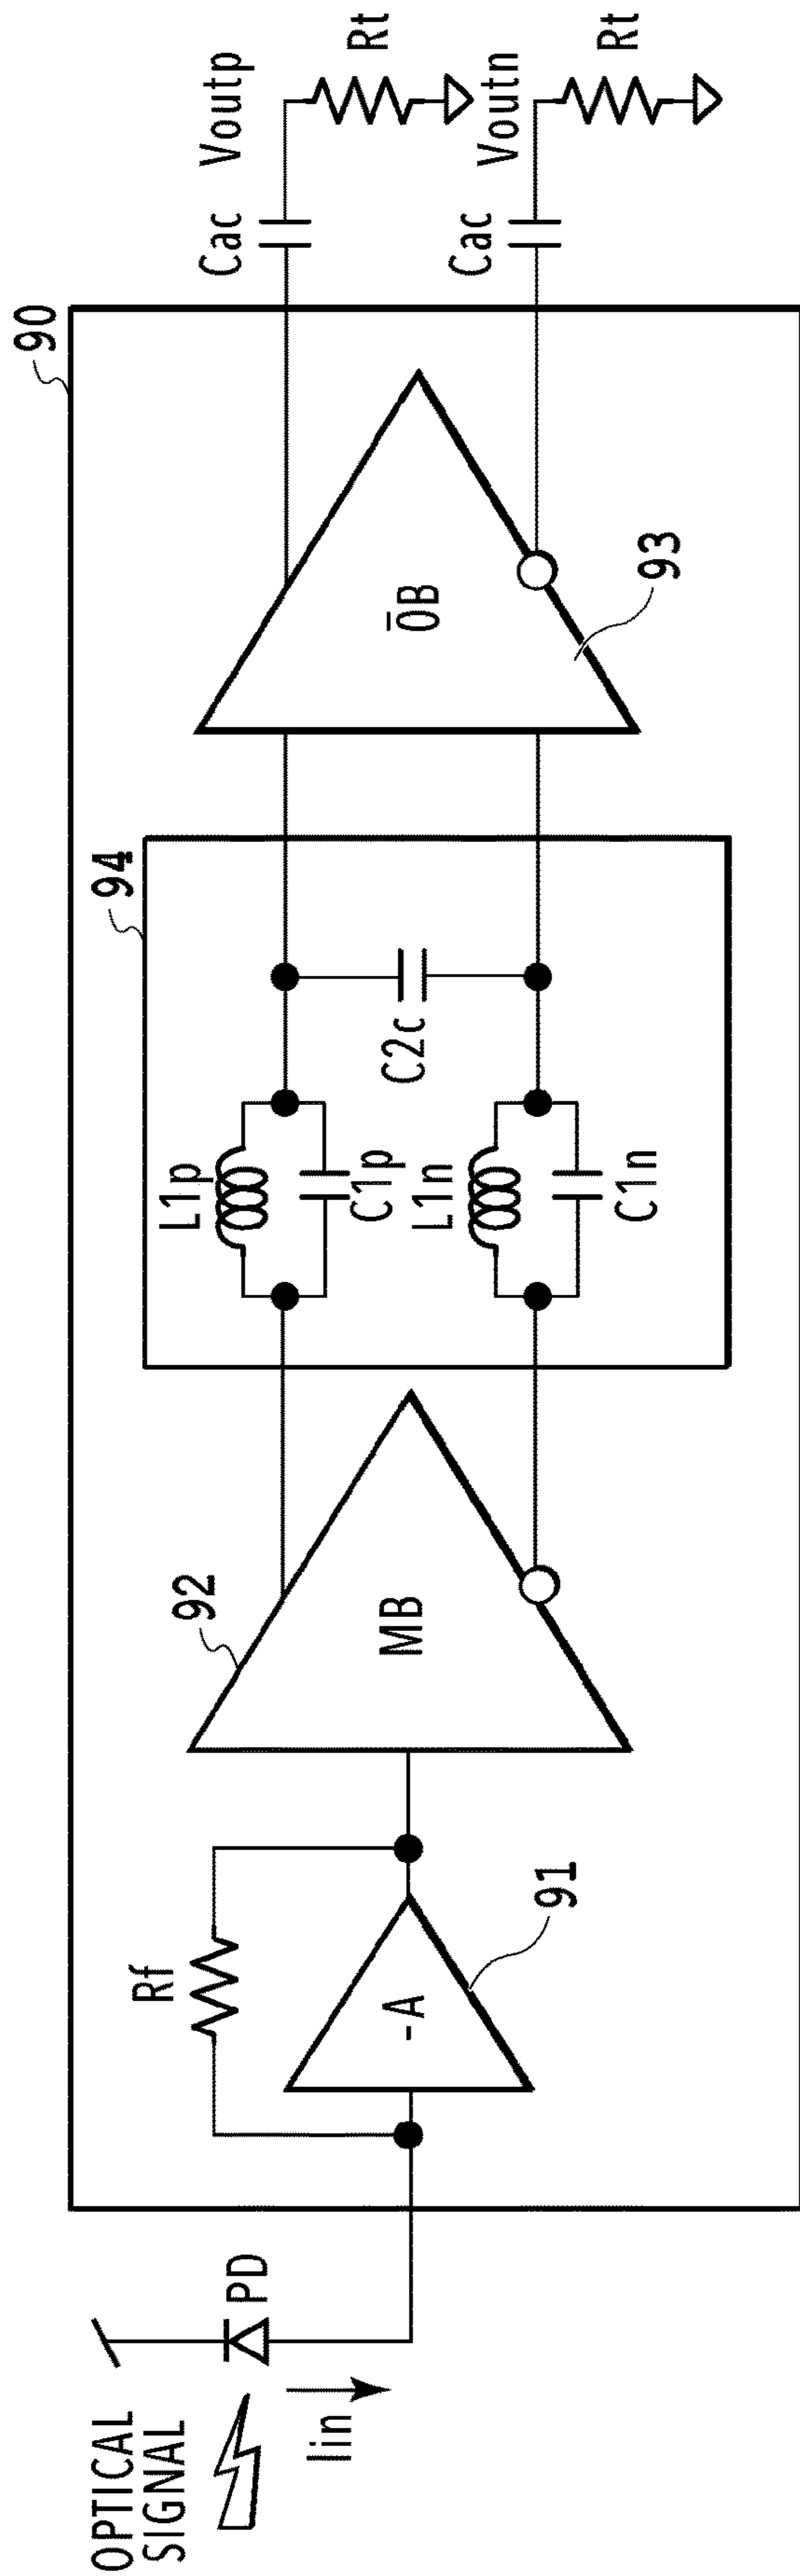 OPTICAL
SIGNAL
PD
Iin
90
Rf
-A
91
92
MB
94
L1p
C1p
L1n
C1n
C2c
ŌB
93
Cac
Voutp
Rt
Cac
Voutn
Rt